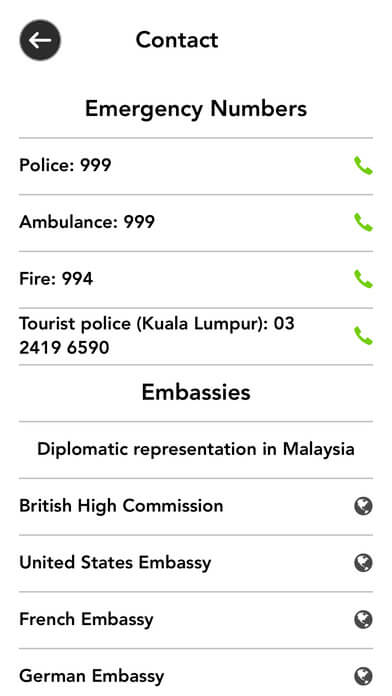 Contact
Emergency Numbers
Police: 999
Ambulance: 999
Fire: 994
Tourist police (Kuala Lumpur): 03
2419 6590
Embassies
Diplomatic representation in Malaysia
British High Commission
United States Embassy
French Embassy
German Embassy